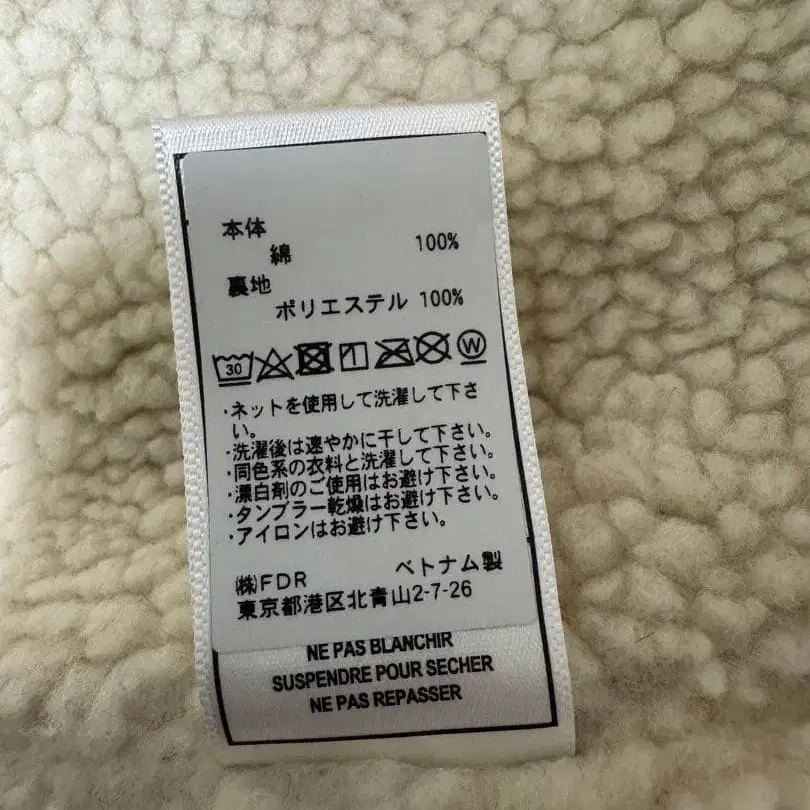 本体
綿 100%
裏地
ポリエステル 100%
30 W
·ネットを使用して洗濯して下さ
い。
·洗濯後は速やかに干して下さい。
·同色系の衣料と洗濯して下さい。
·漂白剤のご使用はお避け下さい。
·タンブラー乾燥はお避け下さい。
·アイロンはお避け下さい。
㈱FDR ベトナム製
東京都港区北青山2-7-26
NE PAS BLANCHIR
SUSPENDRE POUR SECHER
NE PAS REPASSER